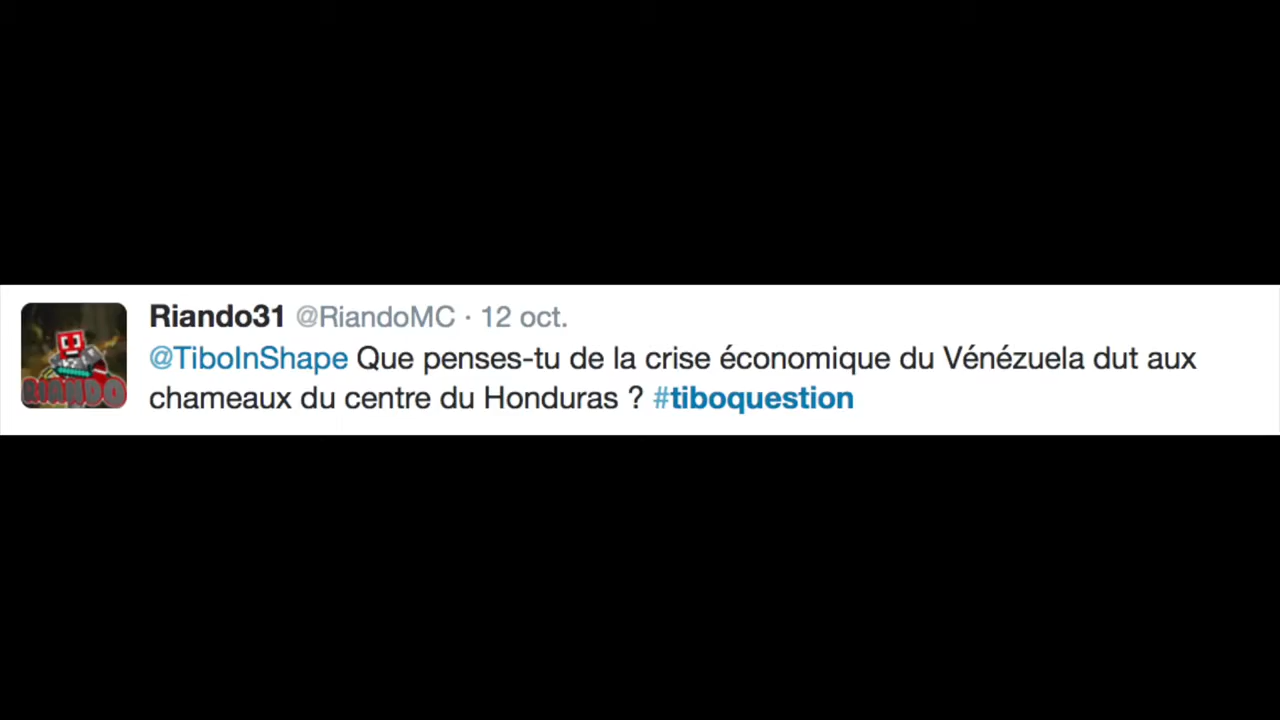 Riando31 @RiandoMC · 12 oct.
@TiboInShape Que penses-tu de la crise économique du Vénézuela dut aux
chameaux du centre du Honduras ? #tiboquestion
RIANDO